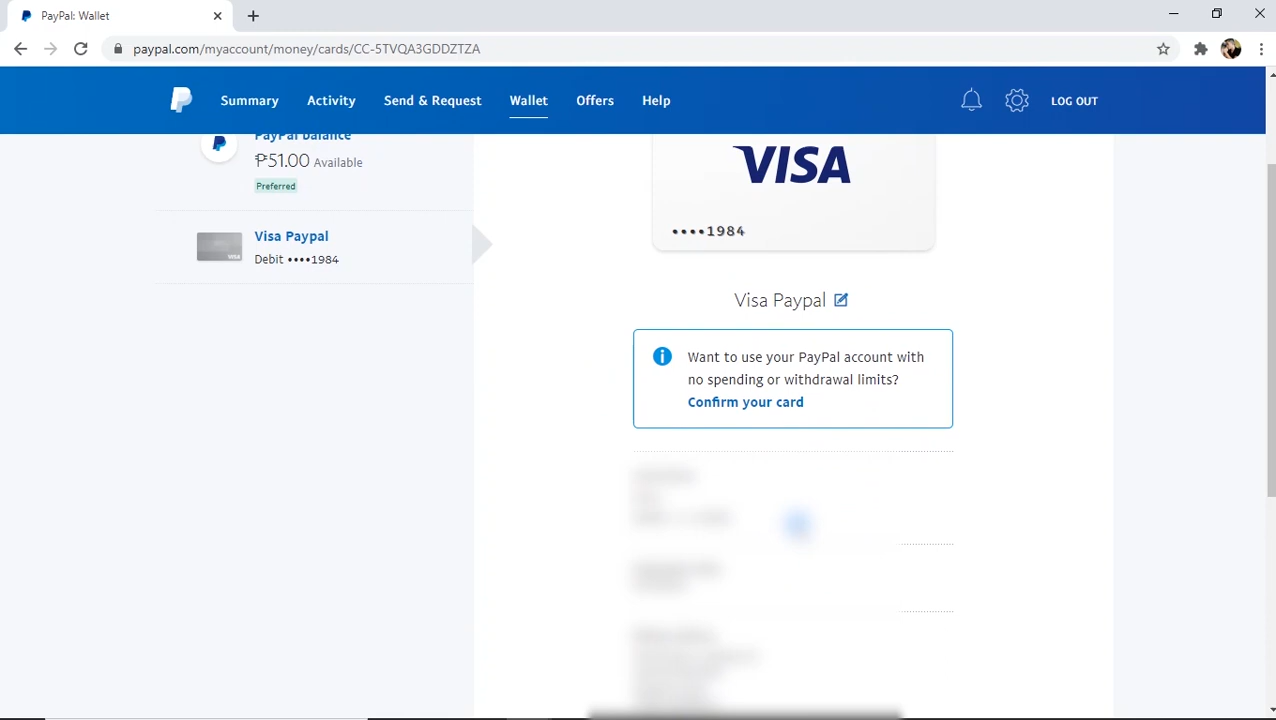 PayPal: Wallet
paypal.com/myaccount/money/cards/CC-5TVQA3GDDZTZA
Summary Activity Send & Request Wallet Offers Help LOG OUT
PayPal balance
₱51.00 Available
Preferred
Visa Paypal
Debit ••••1984
VISA
••••1984
Visa Paypal
Want to use your PayPal account with
no spending or withdrawal limits?
Confirm your card